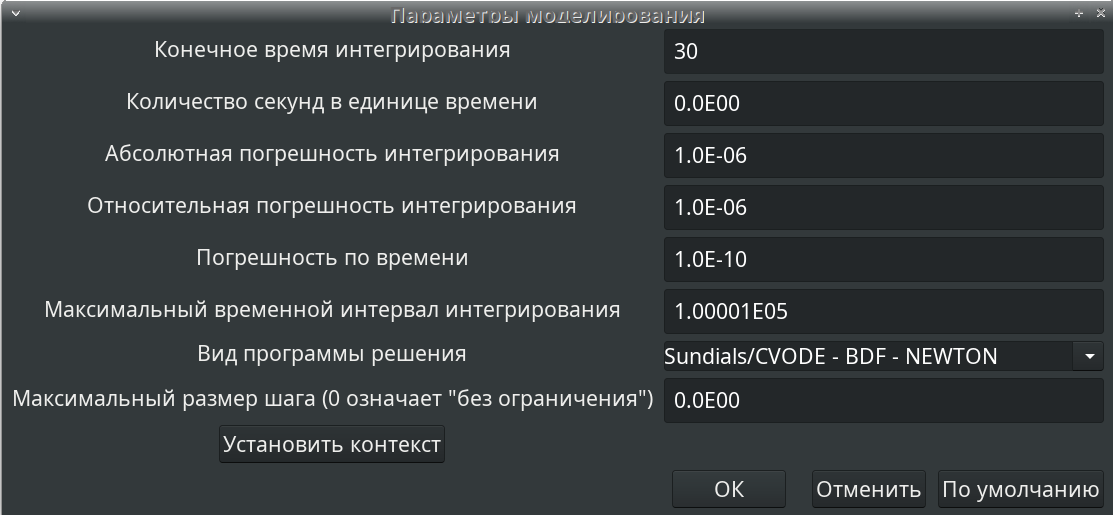 Параметры моделирования
Конечное время интегрирования 30
Количество секунд в единице времени 0.0E00
Абсолютная погрешность интегрирования 1.0E-06
Относительная погрешность интегрирования 1.0E-06
Погрешность по времени 1.0E-10
Максимальный временной интервал интегрирования 1.00001E05
Вид программы решения Sundials/CVODE - BDF - NEWTON
Максимальный размер шага (0 означает "без ограничения") 0.0E00
Установить контекст
ОК Отменить По умолчанию